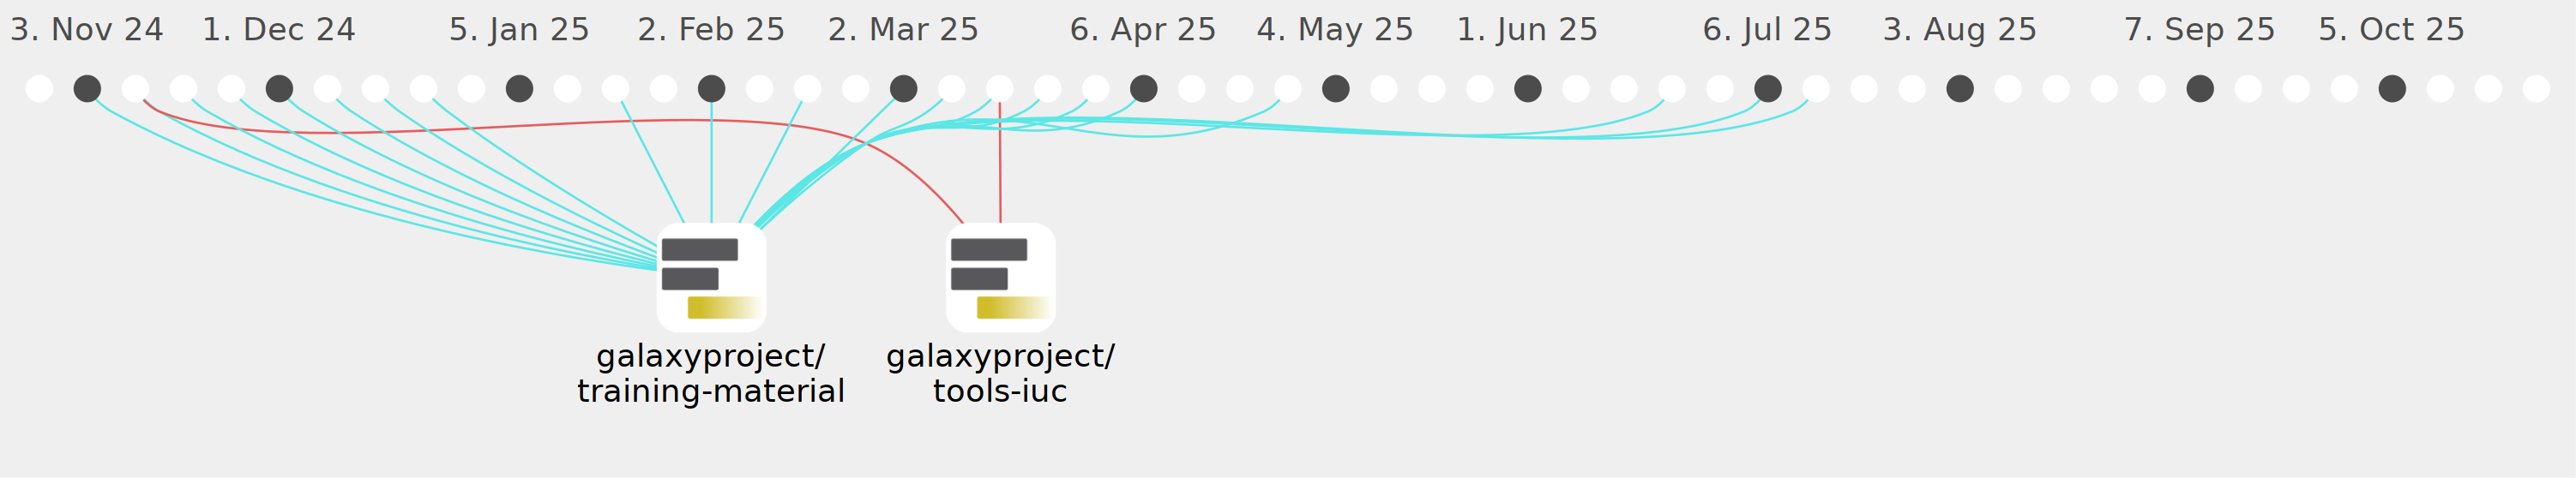 3. Nov 24 1. Dec 24 5. Jan 25 2. Feb 25 2. Mar 25 6. Apr 25 4. May 25 1. Jun 25 6. Jul 25 3. Aug 25 7. Sep 25 5. Oct 25
galaxyproject/
training-material
galaxyproject/
tools-iuc